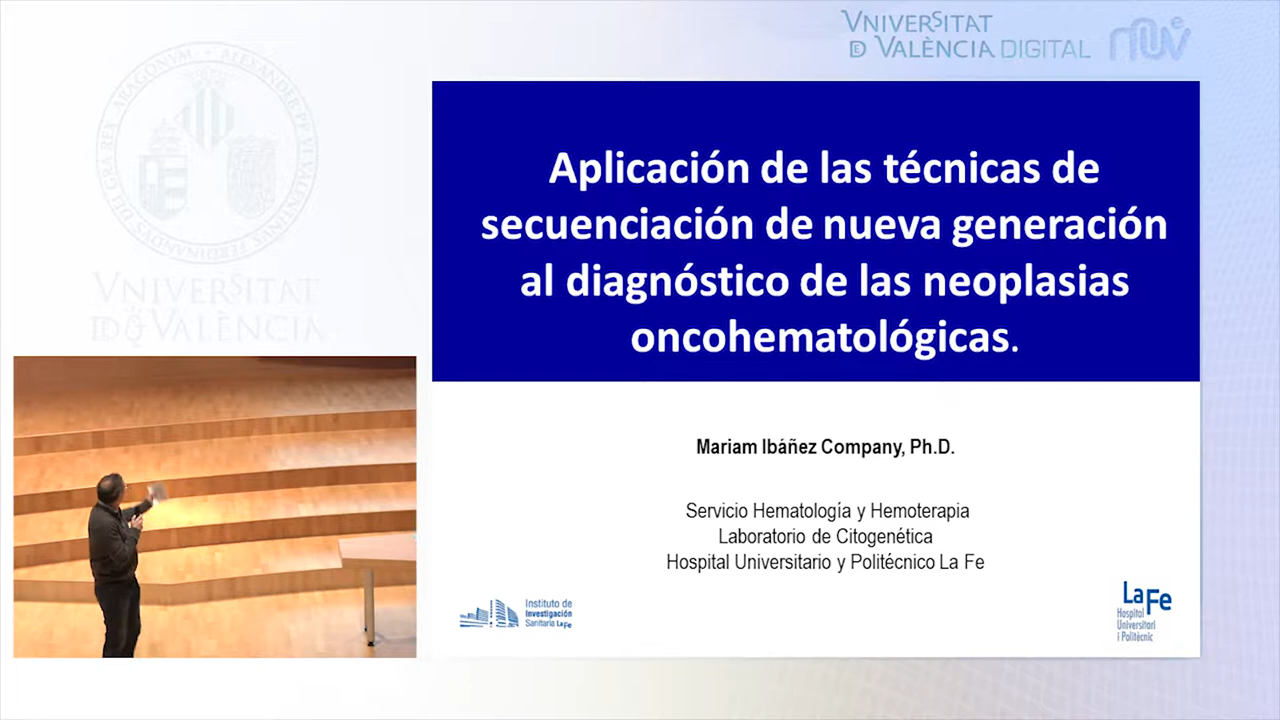 VNIVERSITAT
DE VALÈNCIA DIGITAL
Aplicación de las técnicas de
secuenciación de nueva generación
al diagnóstico de las neoplasias
oncohematológicas.
VNIVERSITAT
DE VALÈNCIA
Mariam Ibáñez Company, Ph.D.
Servicio Hematología y Hemoterapia
Laboratorio de Citogenética
Hospital Universitario y Politécnico La Fe
Instituto de
Investigación
Sanitaria La Fe
La Fe
Hospital
Universitari
i Politècnic